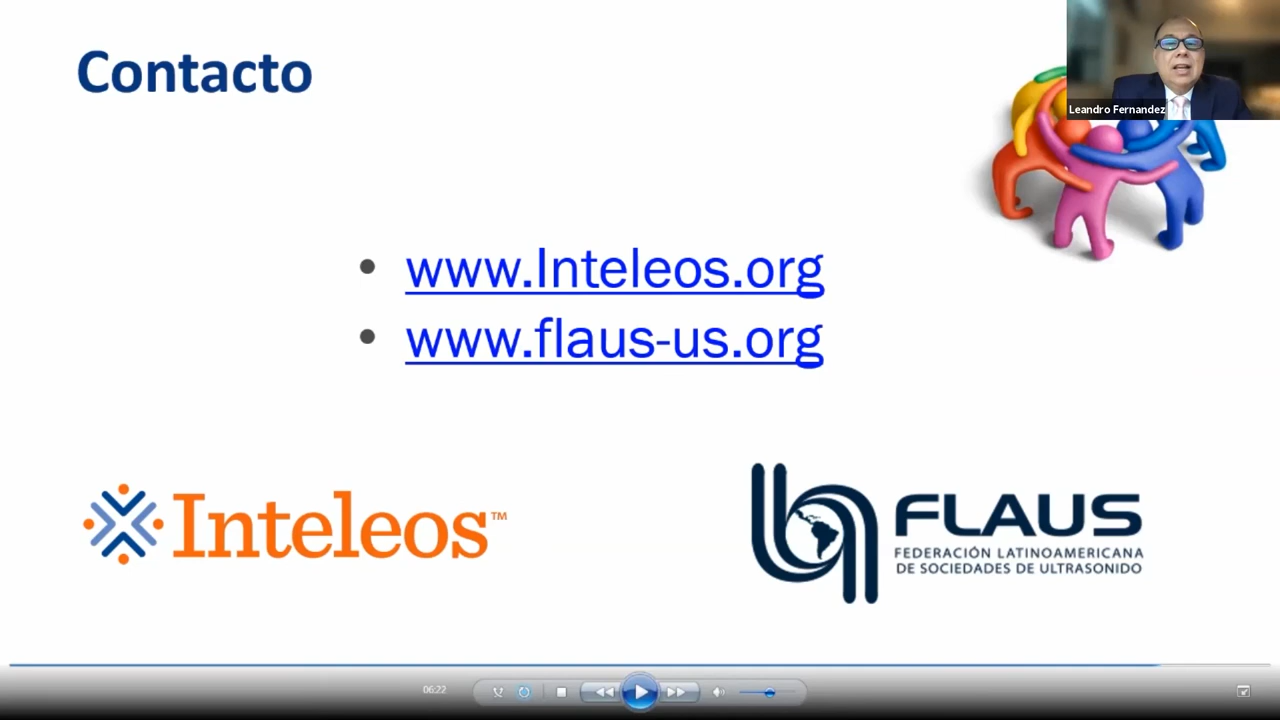 Contacto
Leandro Fernandez
www.Inteleos.org
www.flaus-us.org
Inteleos™
FLAUS
FEDERACIÓN LATINOAMERICANA
DE SOCIEDADES DE ULTRASONIDO
06:22